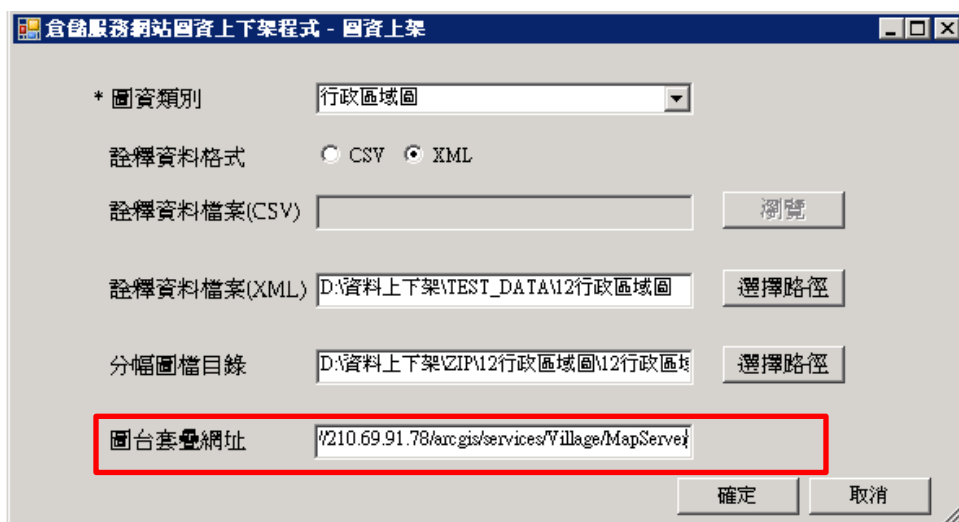 倉儲服務網站圖資上下架程式 - 圖資上架
* 圖資類別 行政區域圖
詮釋資料格式 CSV XML
詮釋資料檔案(CSV) 瀏覽
詮釋資料檔案(XML) D:\資料上下架\TEST_DATA\12行政區域圖 選擇路徑
分幅圖檔目錄 D:\資料上下架\ZIP\12行政區域圖\12行政區域 選擇路徑
圖台套疊網址 //210.69.91.78/arcgis/services/Village/MapServer
確定 取消